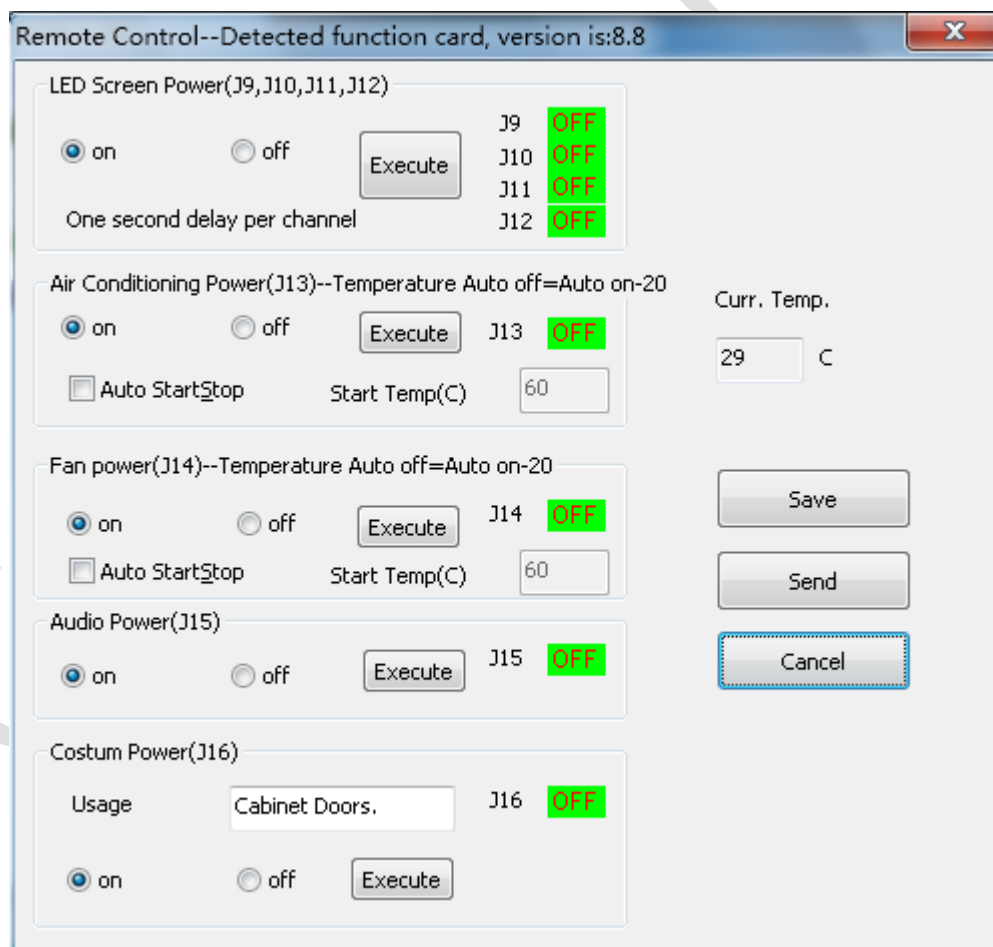 Remote Control--Detected function card, version is:8.8
LED Screen Power(J9,J10,J11,J12)
on off Execute
J9 OFF
J10 OFF
J11 OFF
J12 OFF
One second delay per channel
Air Conditioning Power(J13)--Temperature Auto off=Auto on-20
on off Execute J13 OFF
Auto StartStop Start Temp(C) 60
Curr. Temp.
29 C
Fan power(J14)--Temperature Auto off=Auto on-20
on off Execute J14 OFF
Auto StartStop Start Temp(C) 60
Save
Send
Cancel
Audio Power(J15)
on off Execute J15 OFF
Costum Power(J16)
Usage Cabinet Doors. J16 OFF
on off Execute